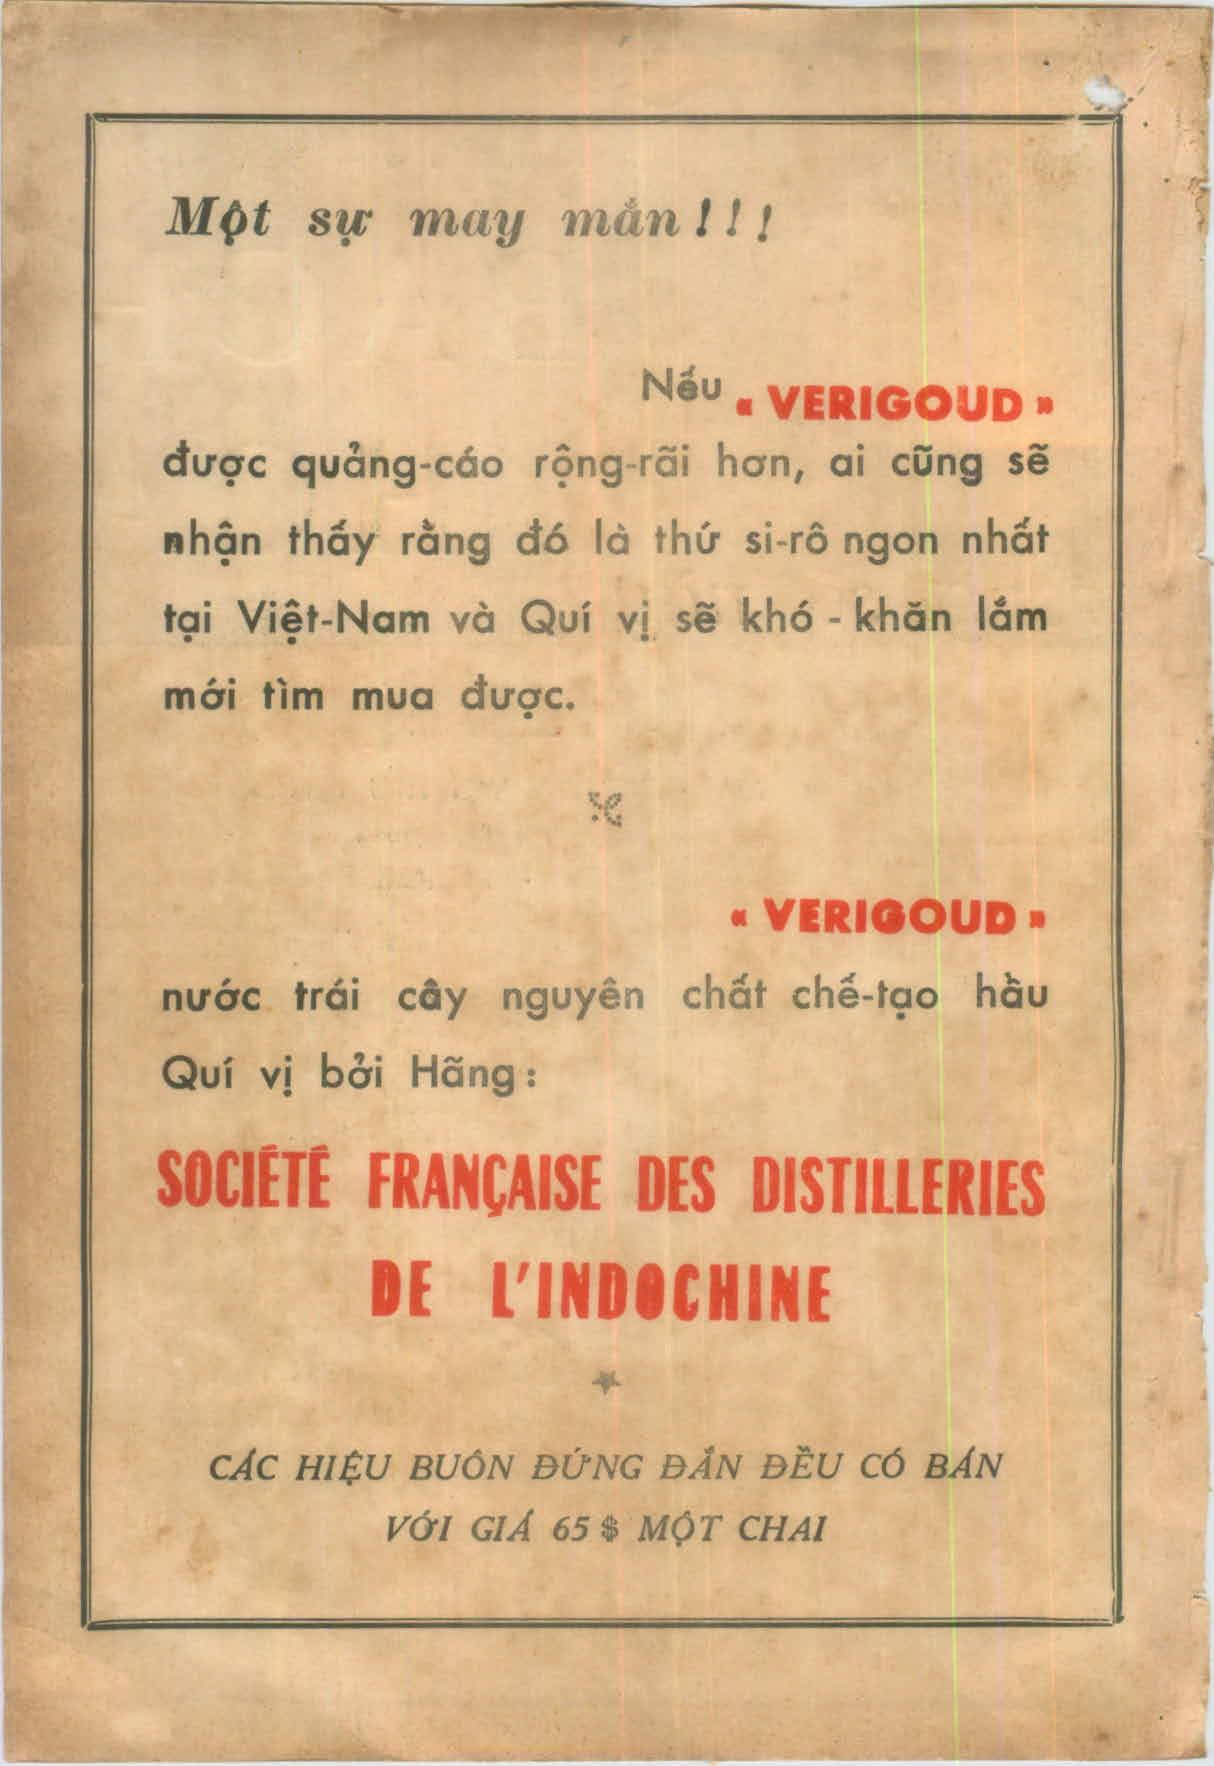 Một sự may mắn!!!
Nếu « VERIGOUD »
được quảng-cáo rộng-rãi hơn, ai cũng sẽ
nhận thấy rằng đó là thứ si-rô ngon nhất
tại Việt-Nam và Quí vị sẽ khó - khăn lắm
mới tìm mua được.
« VERIGOUD »
nước trái cây nguyên chất chế-tạo hầu
Quí vị bởi Hãng:
SOCIÉTÉ FRANÇAISE DES DISTILLERIES
DE L'INDOCHINE
CÁC HIỆU BUÔN ĐỨNG ĐẮN ĐỀU CÓ BÁN
VỚI GIÁ 65 $ MỘT CHAI